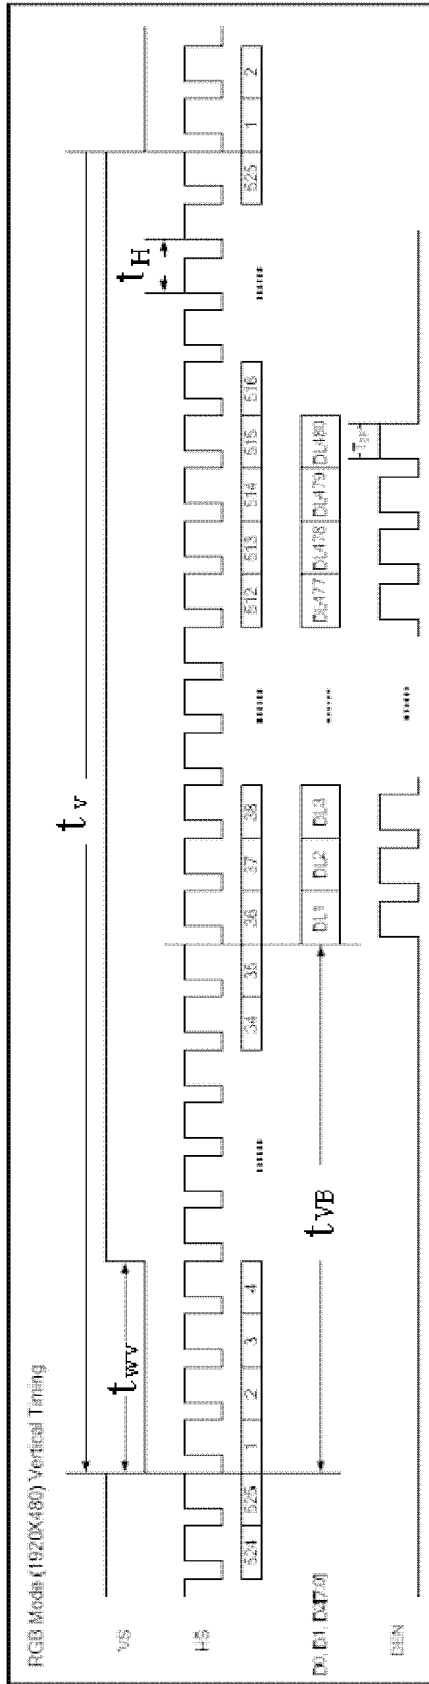 RGB Mode (1920X480) Vertical Timing
tv
VS
twv
HS
tH
524 525 1 2 3 4 34 35 36 37 38 512 513 514 515 516 525 1 2
D0, D1, D2[7:0]
tVB
DL1 DL2 DL3 DL477 DL478 DL479 DL480
DEN